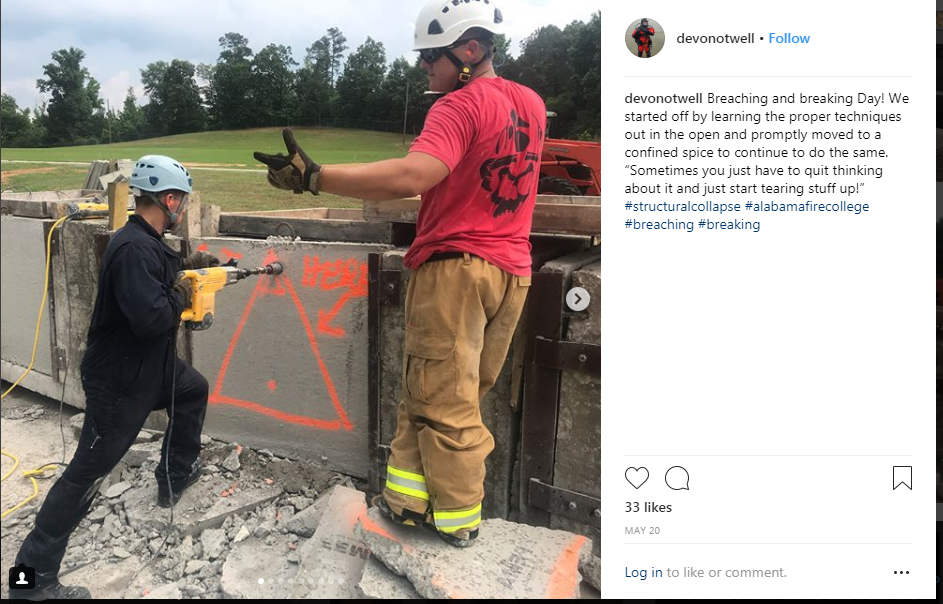 devonotwell • Follow
devonotwell Breaching and breaking Day! We
started off by learning the proper techniques
out in the open and promptly moved to a
confined spice to continue to do the same.
“Sometimes you just have to quit thinking
about it and just start tearing stuff up!”
#structuralcollapse #alabamafirecollege
#breaching #breaking
33 likes
MAY 20
Log in to like or comment.